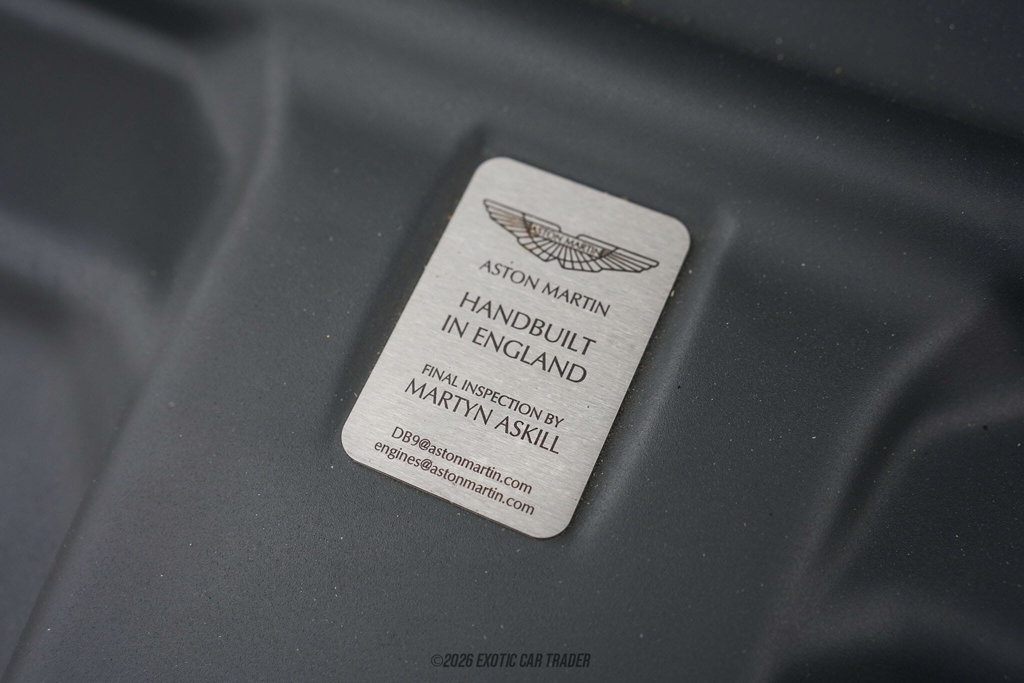 ASTON MARTIN
ASTON MARTIN
HANDBUILT
IN ENGLAND
FINAL INSPECTION BY
MARTYN ASKILL
DB9@astonmartin.com
engines@astonmartin.com
©2026 EXOTIC CAR TRADER